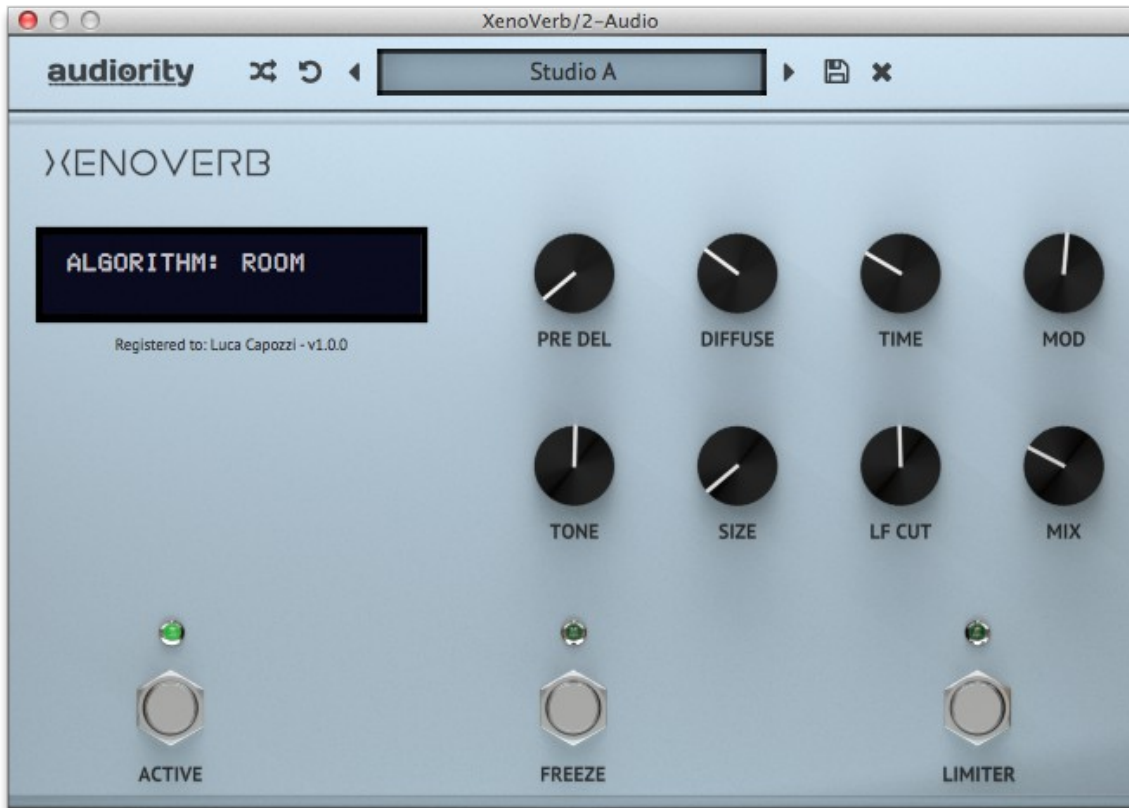 XenoVerb/2-Audio
audiority
Studio A
XENOVERB
ALGORITHM: ROOM
Registered to: Luca Capozzi - v1.0.0
PRE DEL DIFFUSE TIME MOD
TONE SIZE LF CUT MIX
ACTIVE FREEZE LIMITER